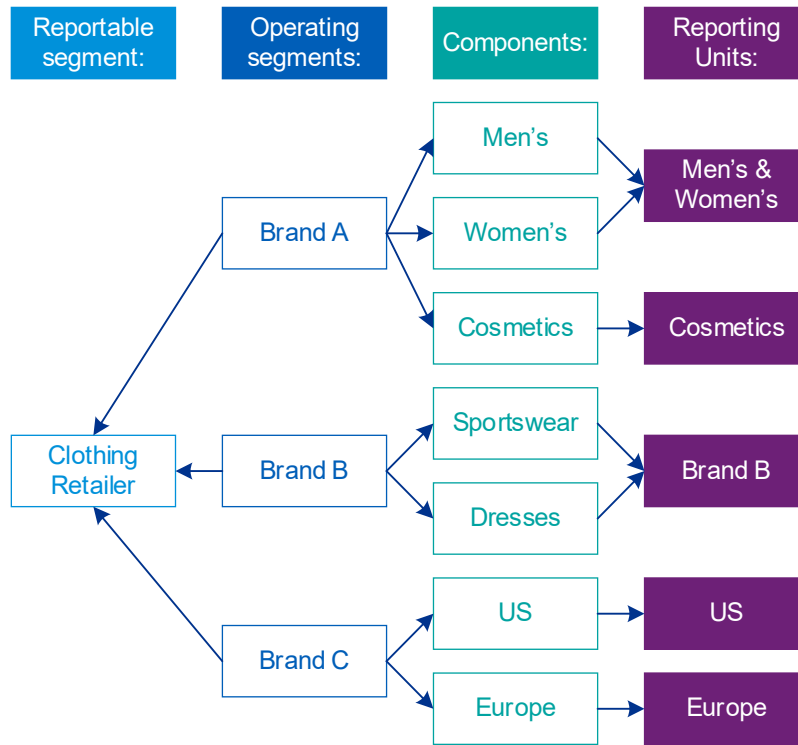 Reportable
segment:
Operating
segments:
Components:
Reporting
Units:
Men’s
Women’s
Cosmetics
Men’s &
Women’s
Cosmetics
Brand A
Sportswear
Dresses
Brand B
Clothing
Retailer
Brand B
US
Europe
US
Europe
Brand C